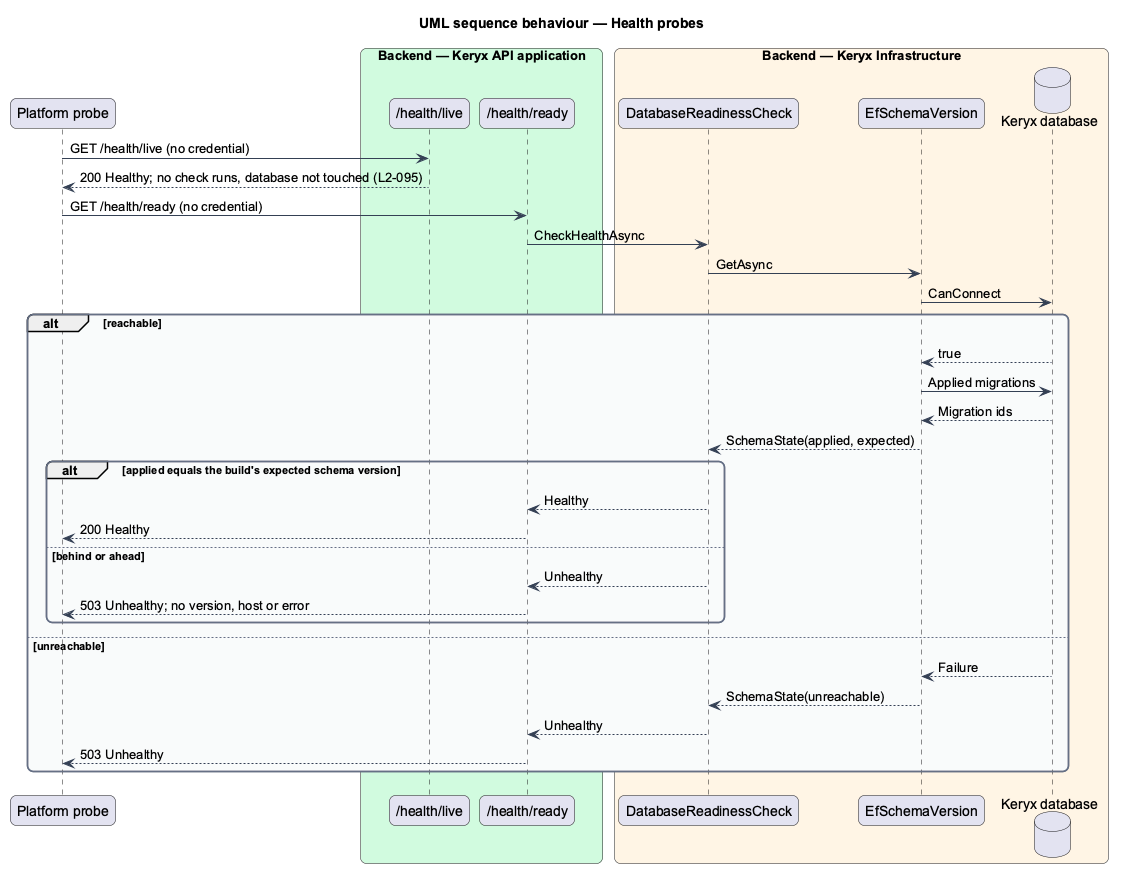 UML sequence behaviour — Health probes
Backend — Keryx API application
Backend — Keryx Infrastructure
Platform probe
/health/live
/health/ready
DatabaseReadinessCheck
EfSchemaVersion
Keryx database
GET /health/live (no credential)
200 Healthy; no check runs, database not touched (L2-095)
GET /health/ready (no credential)
CheckHealthAsync
GetAsync
CanConnect
alt
[reachable]
true
Applied migrations
Migration ids
SchemaState(applied, expected)
alt
[applied equals the build's expected schema version]
Healthy
200 Healthy
[behind or ahead]
Unhealthy
503 Unhealthy; no version, host or error
[unreachable]
Failure
SchemaState(unreachable)
Unhealthy
503 Unhealthy
Platform probe
/health/live
/health/ready
DatabaseReadinessCheck
EfSchemaVersion
Keryx database